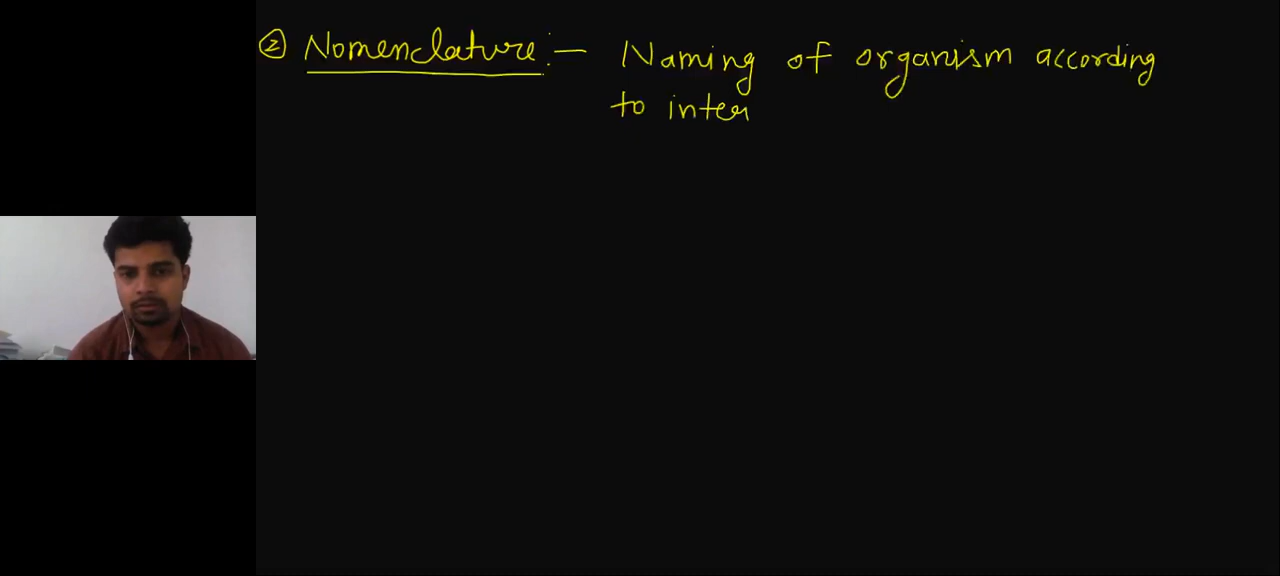 ② Nomenclature:— Naming of organism according
to inter